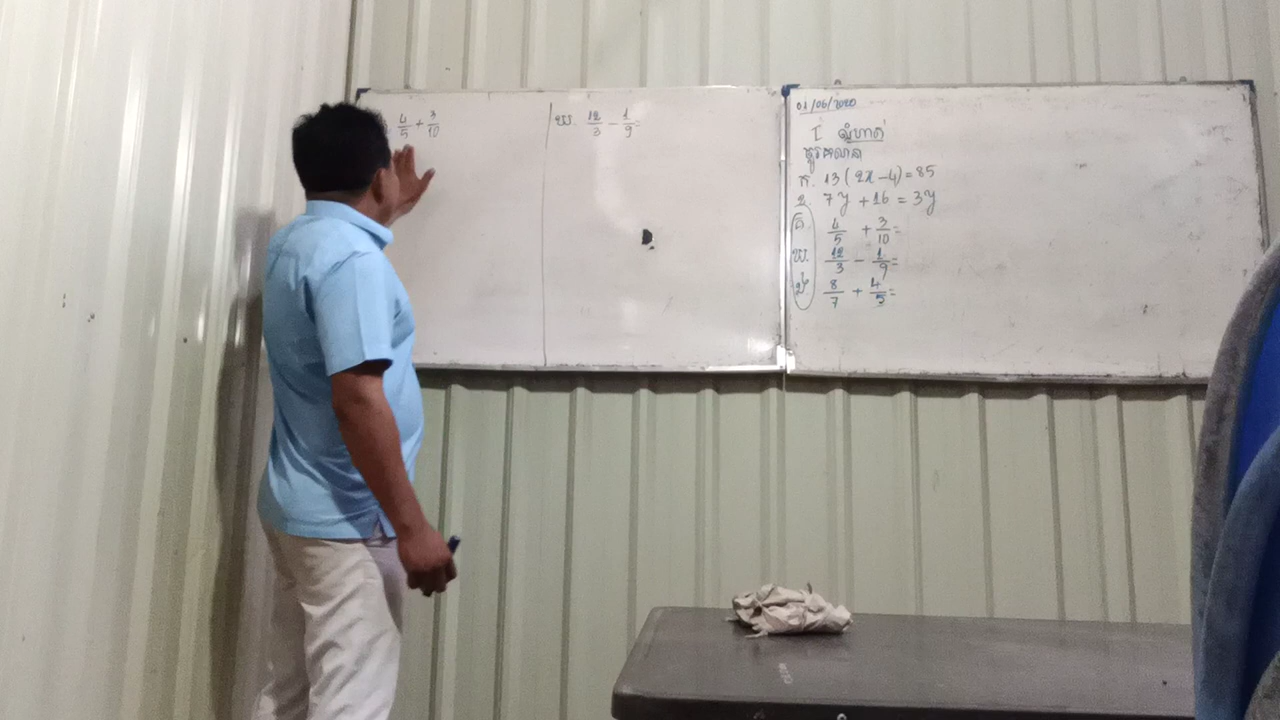 4/5 + 3/10
ឃ. 12/3 - 1/9 =
01/06/2020
I លំហាត់
ក. 13(2x-4)=85
ខ. 7y +16 = 3y
គ. 4/5 + 3/10 =
ឃ. 12/3 - 1/9 =
ង. 8/7 + 4/5 =